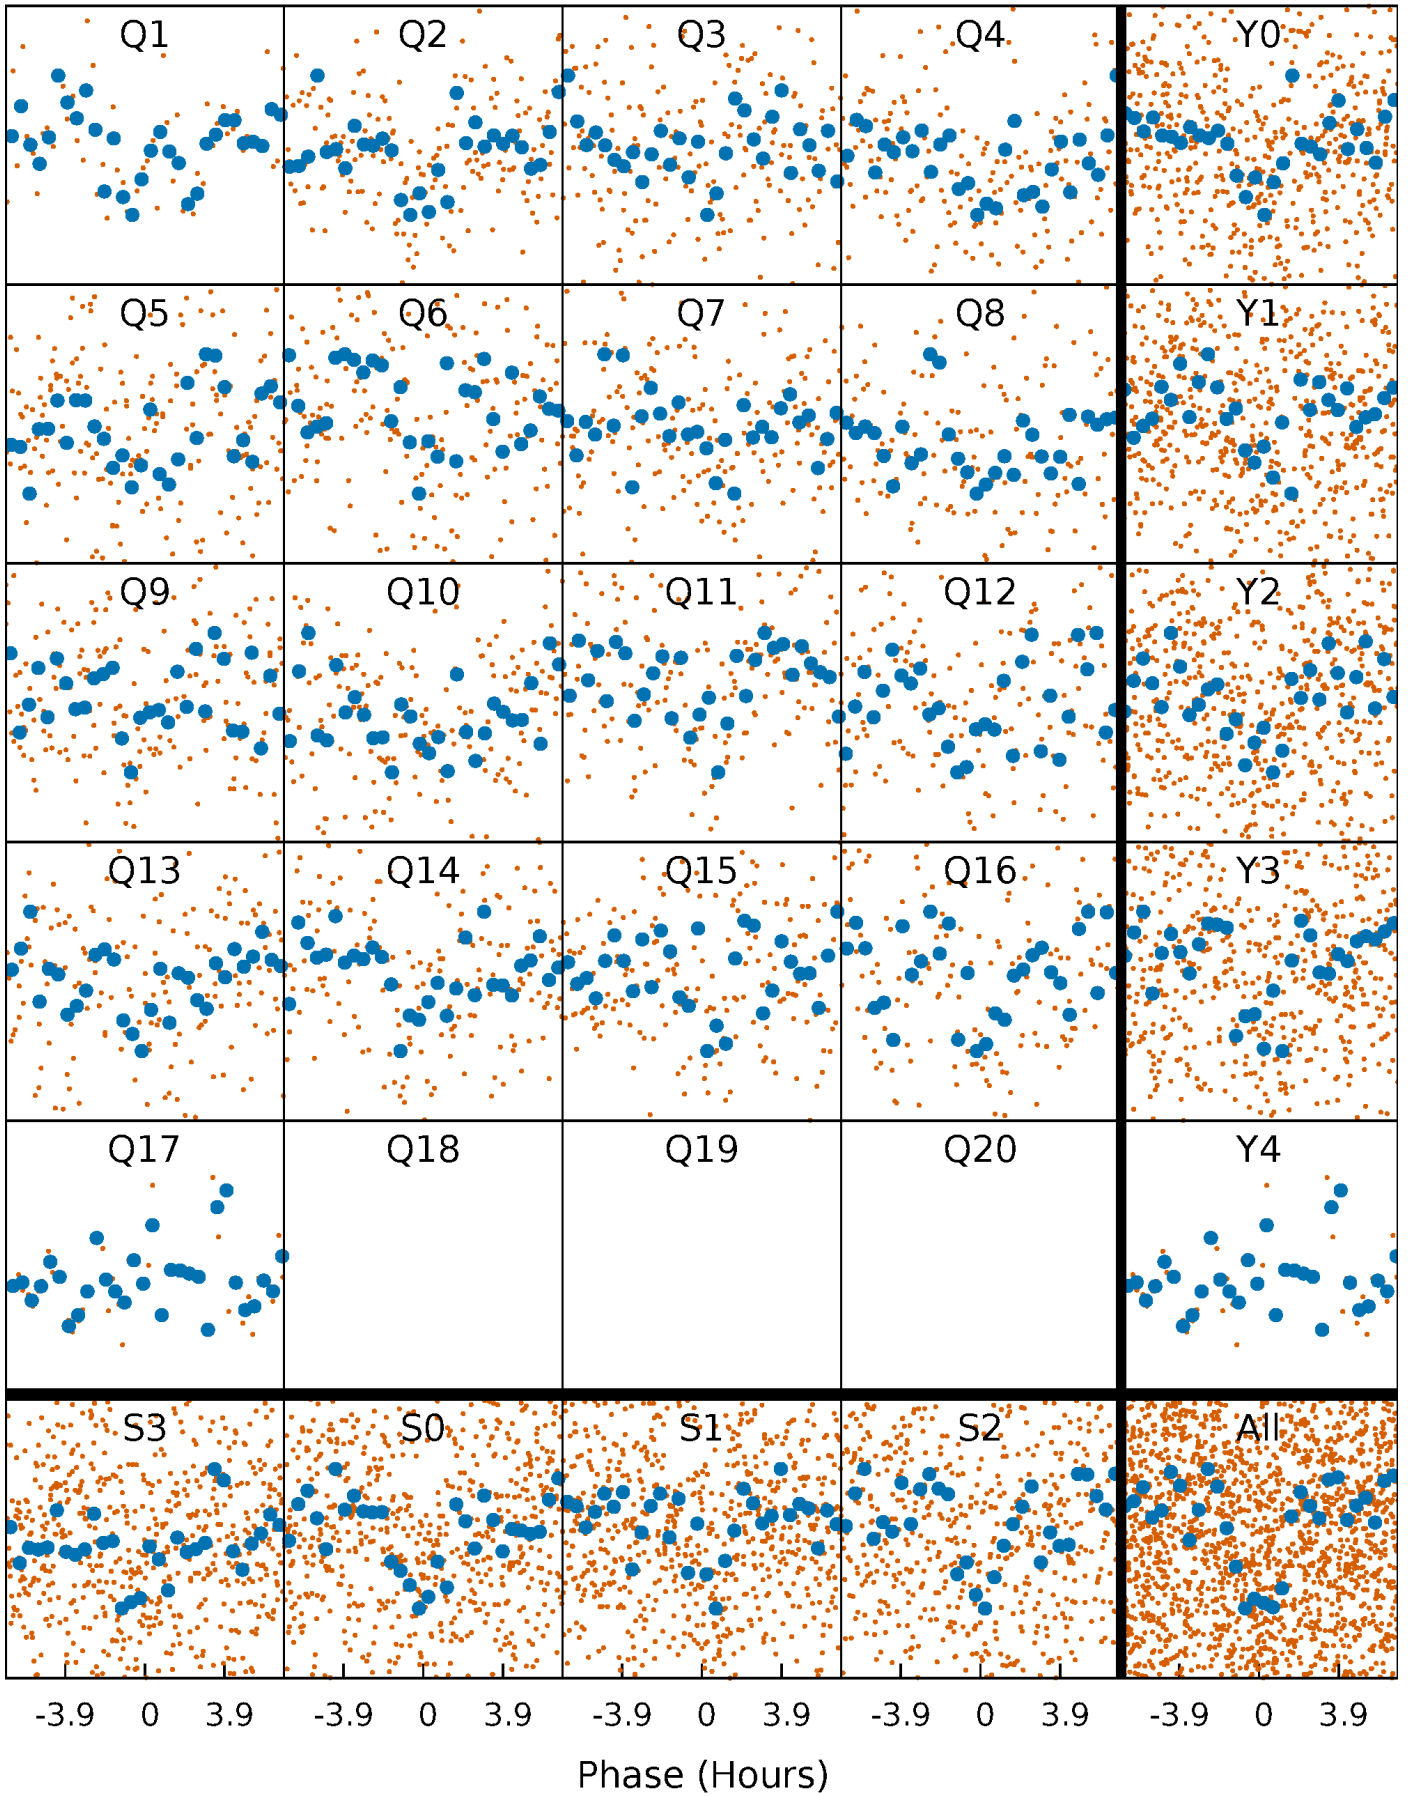 Q1 Q2 Q3 Q4 Y0
Q5 Q6 Q7 Q8 Y1
Q9 Q10 Q11 Q12 Y2
Q13 Q14 Q15 Q16 Y3
Q17 Q18 Q19 Q20 Y4
S3 S0 S1 S2 All
-3.9 0 3.9 -3.9 0 3.9 -3.9 0 3.9 -3.9 0 3.9 -3.9 0 3.9
Phase (Hours)